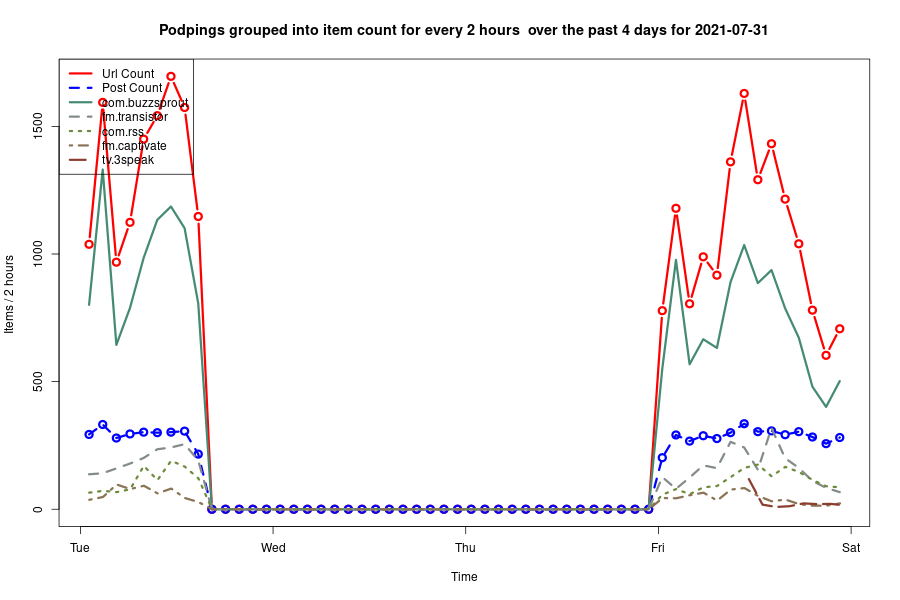 Podpings grouped into item count for every 2 hours  over the past 4 days for 2021-07-31
Url Count
Post Count
com.buzzsprout
fm.transistor
com.rss
fm.captivate
tv.3speak
Items / 2 hours
1500
1000
500
0
Tue Wed Thu Fri Sat
Time